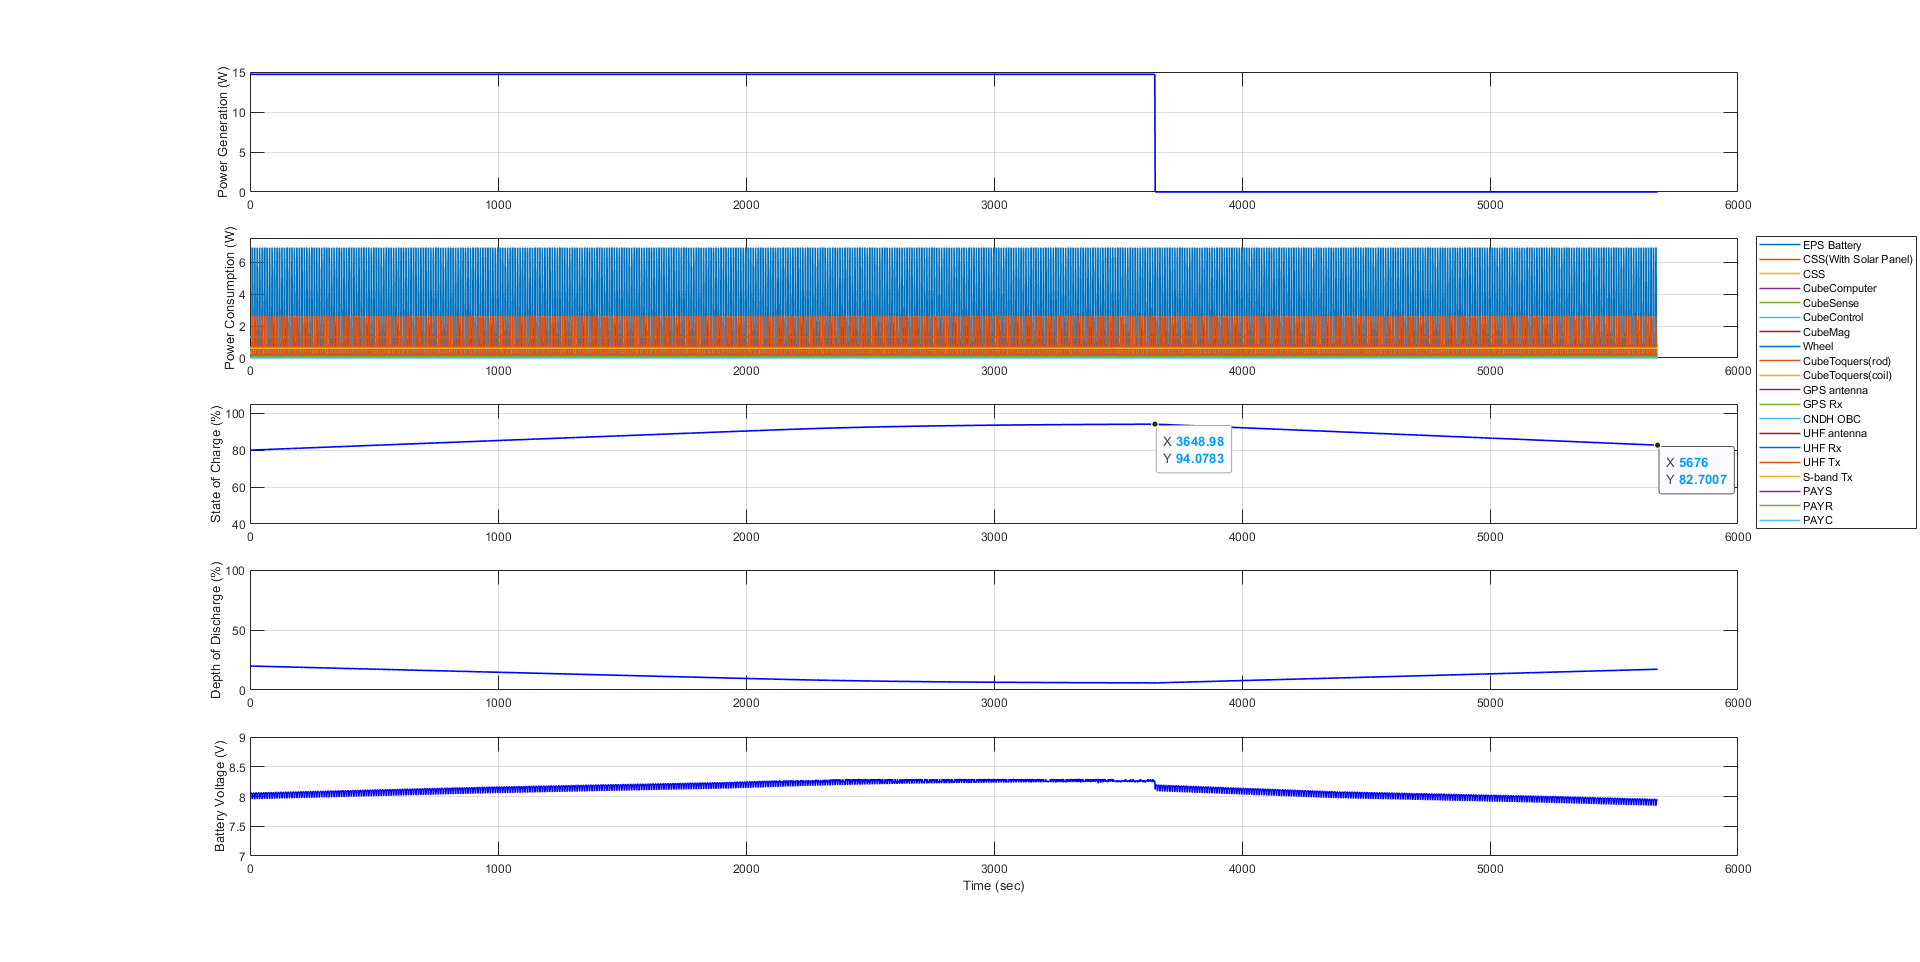 Power Generation (W)
15
10
5
0
0 1000 2000 3000 4000 5000 6000
Power Consumption (W)
6
4
2
0
0 1000 2000 3000 4000 5000 6000
EPS Battery
CSS(With Solar Panel)
CSS
CubeComputer
CubeSense
CubeControl
CubeMag
Wheel
CubeToquers(rod)
CubeToquers(coil)
GPS antenna
GPS Rx
CNDH OBC
UHF antenna
UHF Rx
UHF Tx
S-band Tx
PAYS
PAYR
PAYC
State of Charge (%)
100
80
60
40
X 3648.98
Y 94.0783
X 5676
Y 82.7007
0 1000 2000 3000 4000 5000 6000
Depth of Discharge (%)
100
50
0
0 1000 2000 3000 4000 5000 6000
Battery Voltage (V)
9
8.5
8
7.5
7
0 1000 2000 3000 4000 5000 6000
Time (sec)